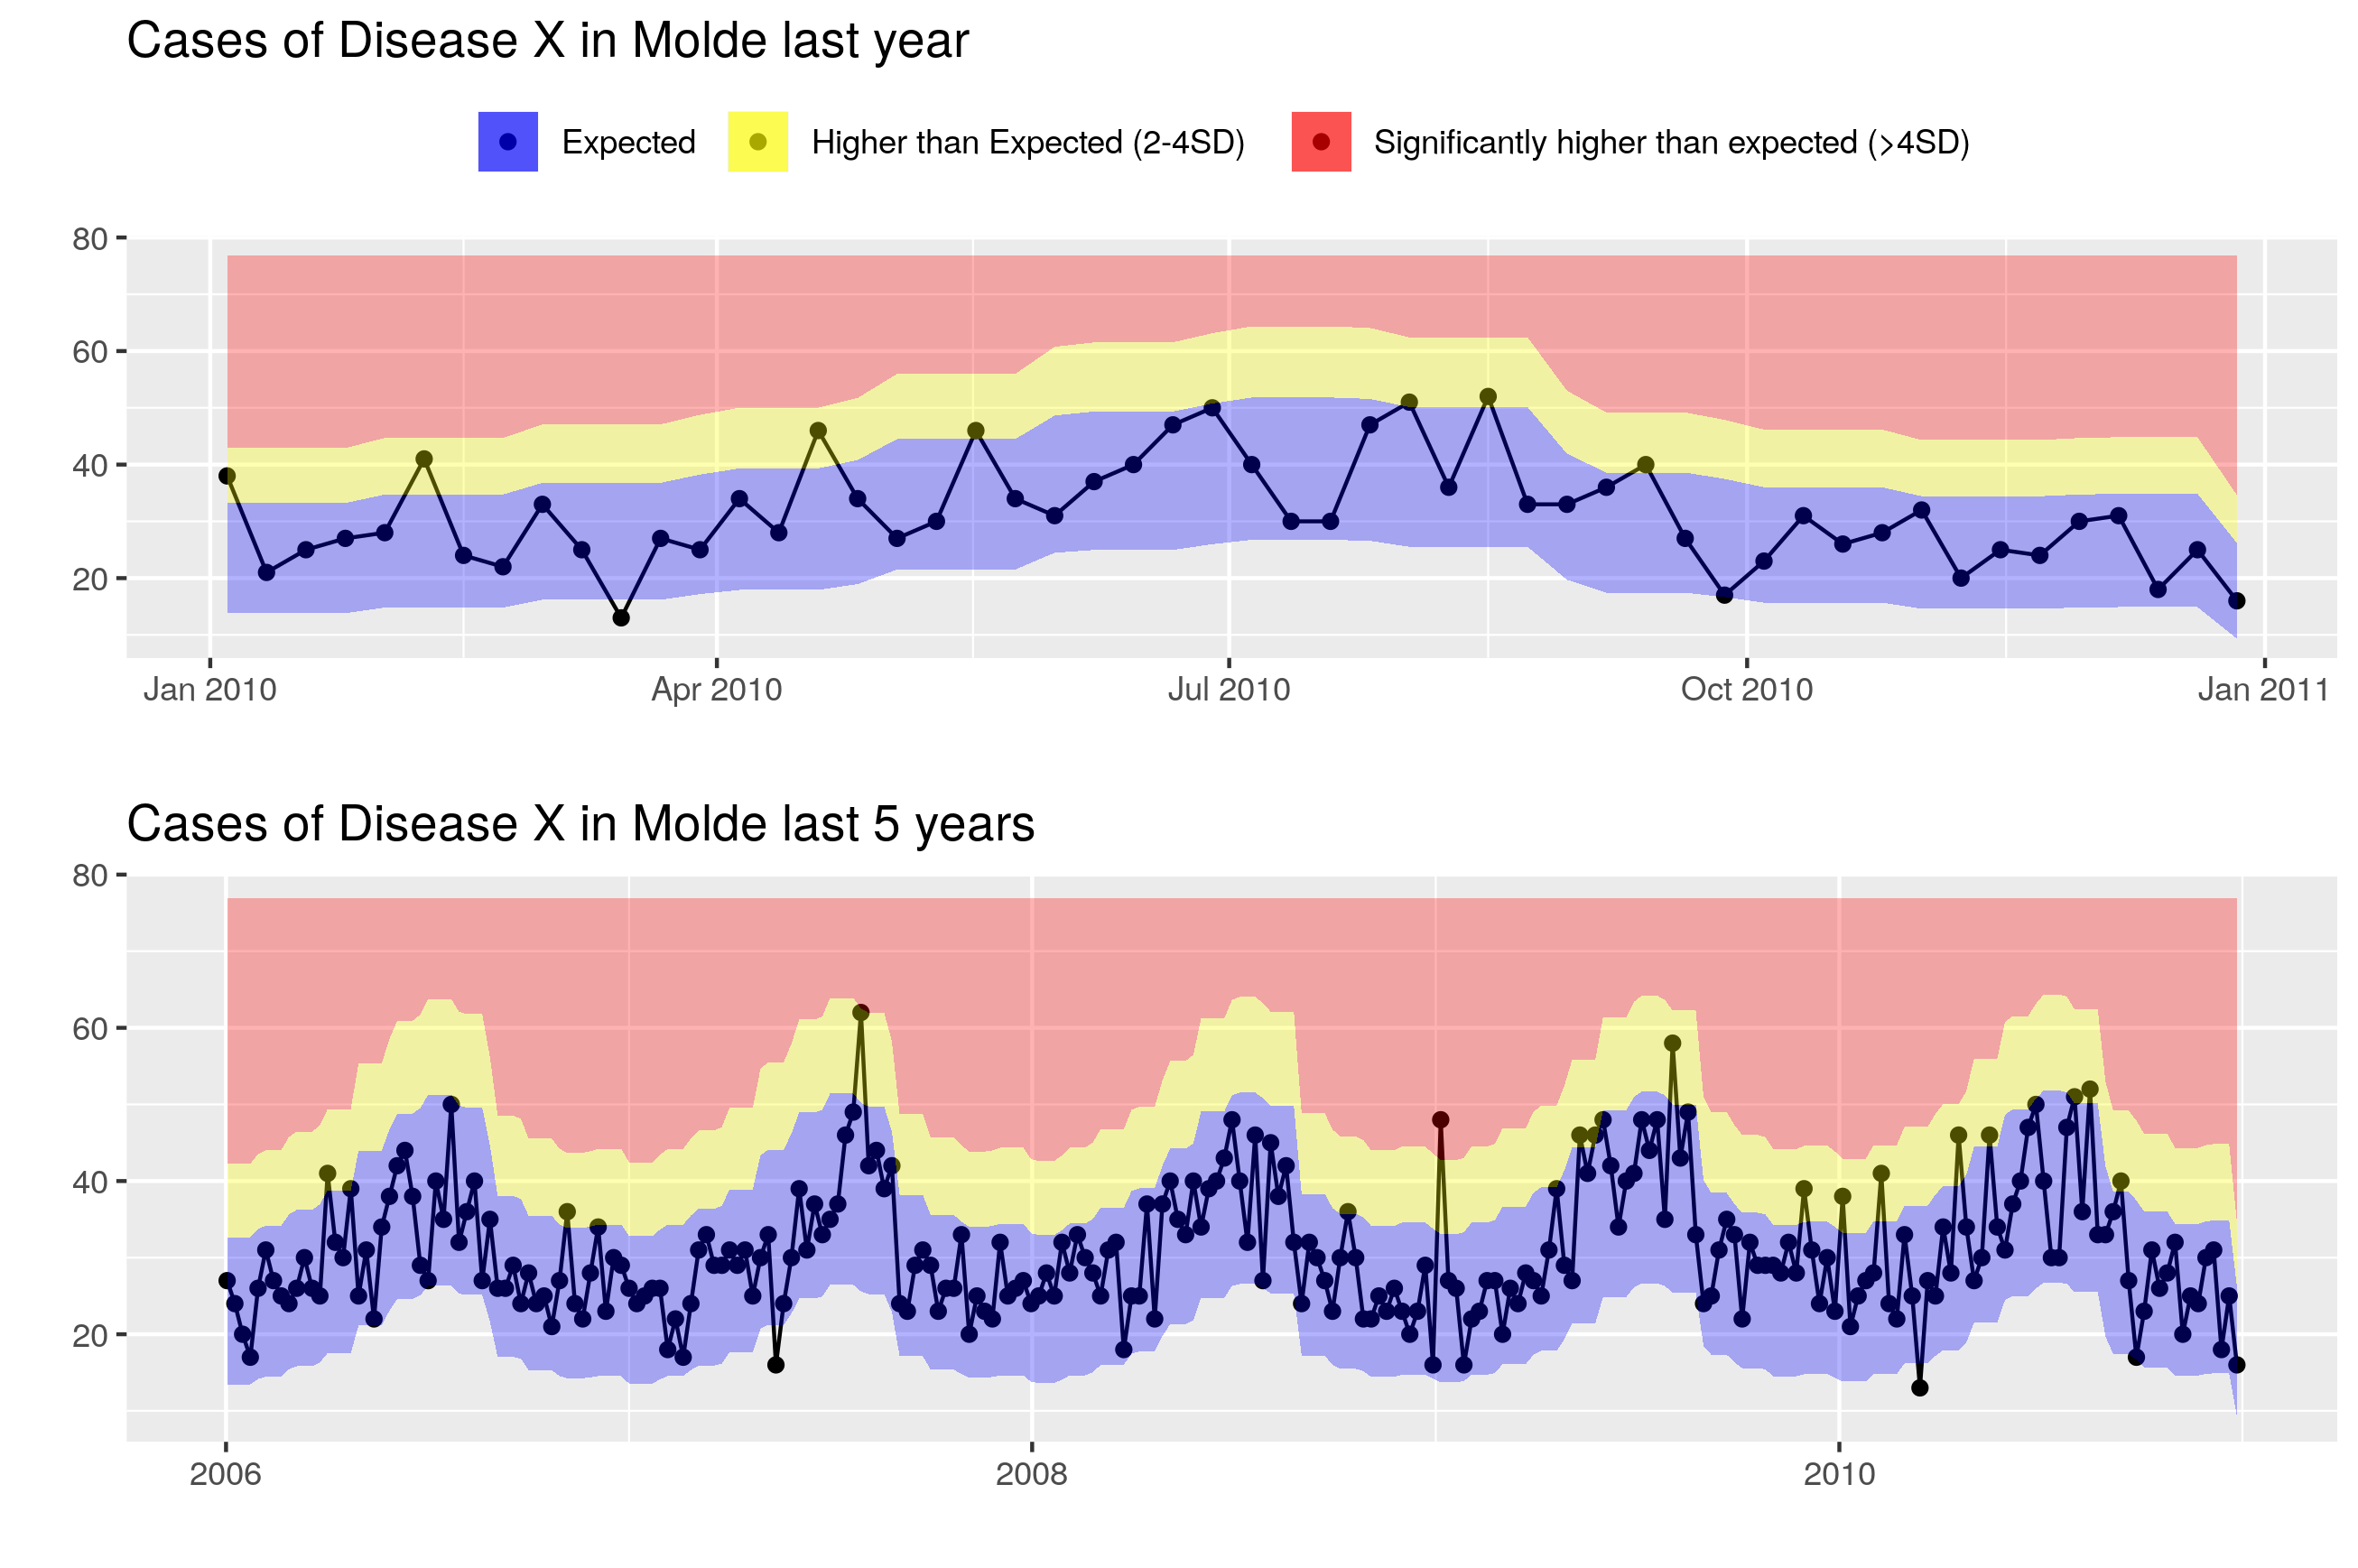 Cases of Disease X in Molde last year
Expected Higher than Expected (2-4SD) Significantly higher than expected (>4SD)
80
60
40
20
Jan 2010 Apr 2010 Jul 2010 Oct 2010 Jan 2011
Cases of Disease X in Molde last 5 years
80
60
40
20
2006 2008 2010